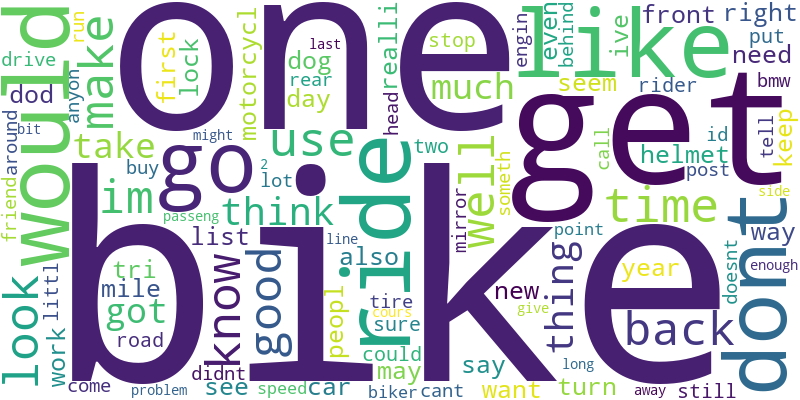 one
like
bike
get
would
ride
go
dont
make
use
im
think
time
well
look
know
good
back
thing
take
got
much
really
motorcycl
first
lock
dog
day
rear
last
stop
engin
even
behind
ive
front
right
put
need
bmw
rider
seem
drive
run
dod
anyon
bit
around
friend
littl
work
might
head
two
call
id
helmet
post
tell
keep
side
way
buy
lot
2
passeng
list
line
also
mirror
someth
point
year
doesnt
enough
tri
mile
road
come
problem
didnt
see
speed
car
peopl
tire
cours
sure
could
may
biker
cant
say
want
new
give
turn
long
away
still